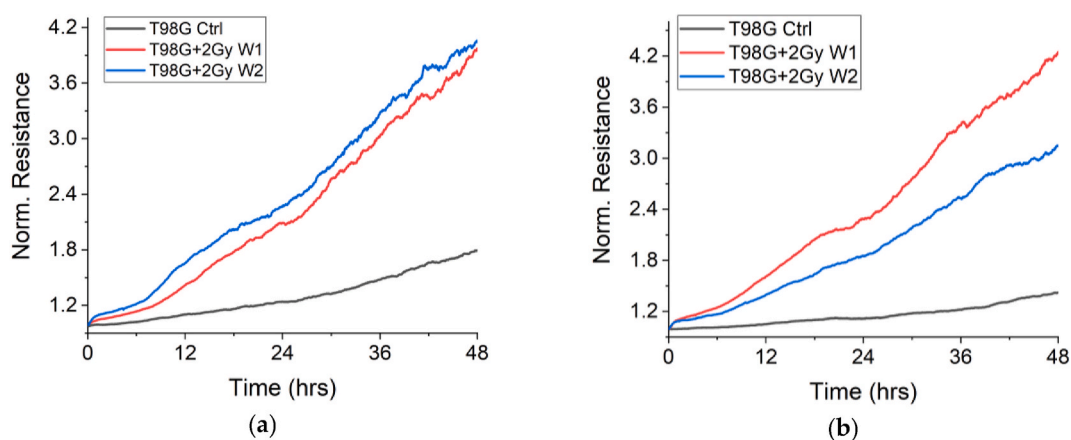 T98G Ctrl
T98G+2Gy W1
T98G+2Gy W2
4.2
3.6
3.0
2.4
1.8
1.2
Norm. Resistance
0 12 24 36 48
Time (hrs)
(a)
T98G Ctrl
T98G+2Gy W1
T98G+2Gy W2
4.2
3.6
3.0
2.4
1.8
1.2
Norm. Resistance
0 12 24 36 48
Time (hrs)
(b)